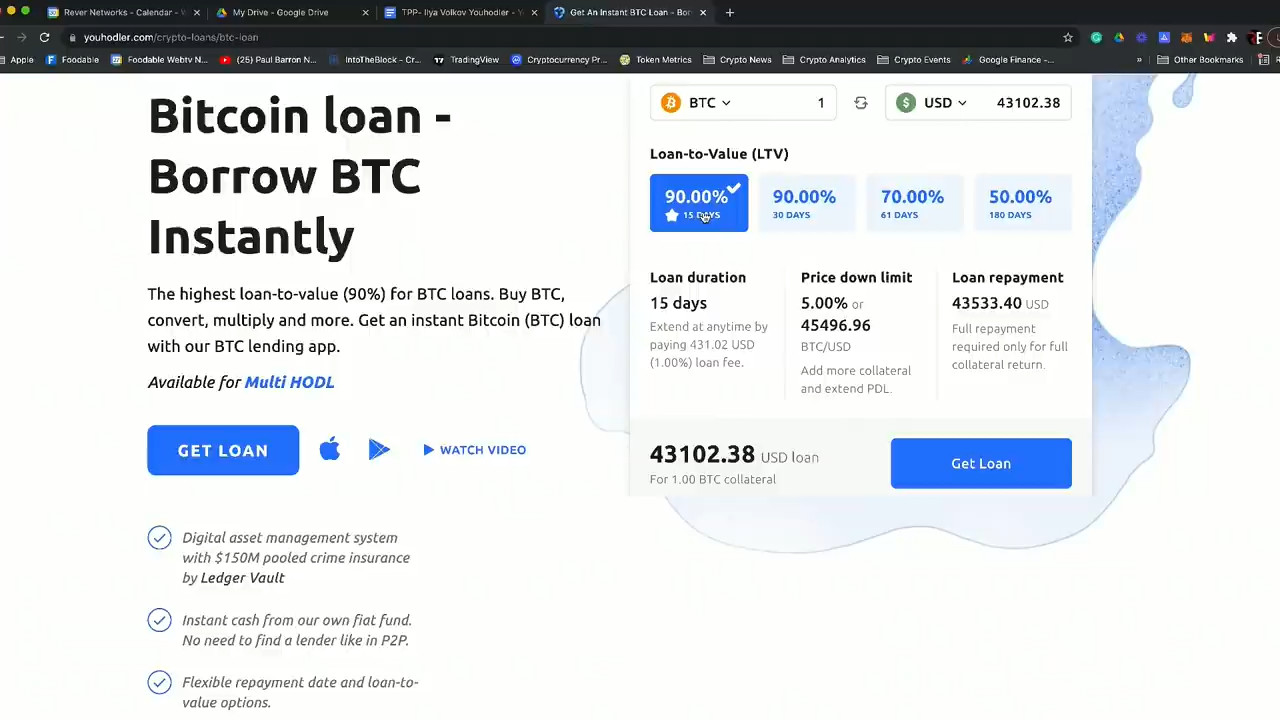 Rever Networks - Calendar - W
My Drive - Google Drive
TPP- Ilya Volkov Youhodler - Y
Get An Instant BTC Loan - Bor
youhodler.com/crypto-loans/btc-loan
Apple
Foodable
Foodable Webtv N...
(25) Paul Barron N...
IntoTheBlock - Cr...
TradingView
Cryptocurrency Pr...
Token Metrics
Crypto News
Crypto Analytics
Crypto Events
Google Finance -...
»
Other Bookmarks
Bitcoin loan -
Borrow BTC
Instantly
The highest loan-to-value (90%) for BTC loans. Buy BTC,
convert, multiply and more. Get an instant Bitcoin (BTC) loan
with our BTC lending app.
Available for Multi HODL
GET LOAN
WATCH VIDEO
Digital asset management system
with $150M pooled crime insurance
by Ledger Vault
Instant cash from our own fiat fund.
No need to find a lender like in P2P.
Flexible repayment date and loan-to-
value options.
BTC 1
USD 43102.38
Loan-to-Value (LTV)
90.00%
15 DAYS
90.00%
30 DAYS
70.00%
61 DAYS
50.00%
180 DAYS
Loan duration
15 days
Extend at anytime by
paying 431.02 USD
(1.00%) loan fee.
Price down limit
5.00% or
45496.96
BTC/USD
Add more collateral
and extend PDL.
Loan repayment
43533.40 USD
Full repayment
required only for full
collateral return.
43102.38 USD loan
For 1.00 BTC collateral
Get Loan